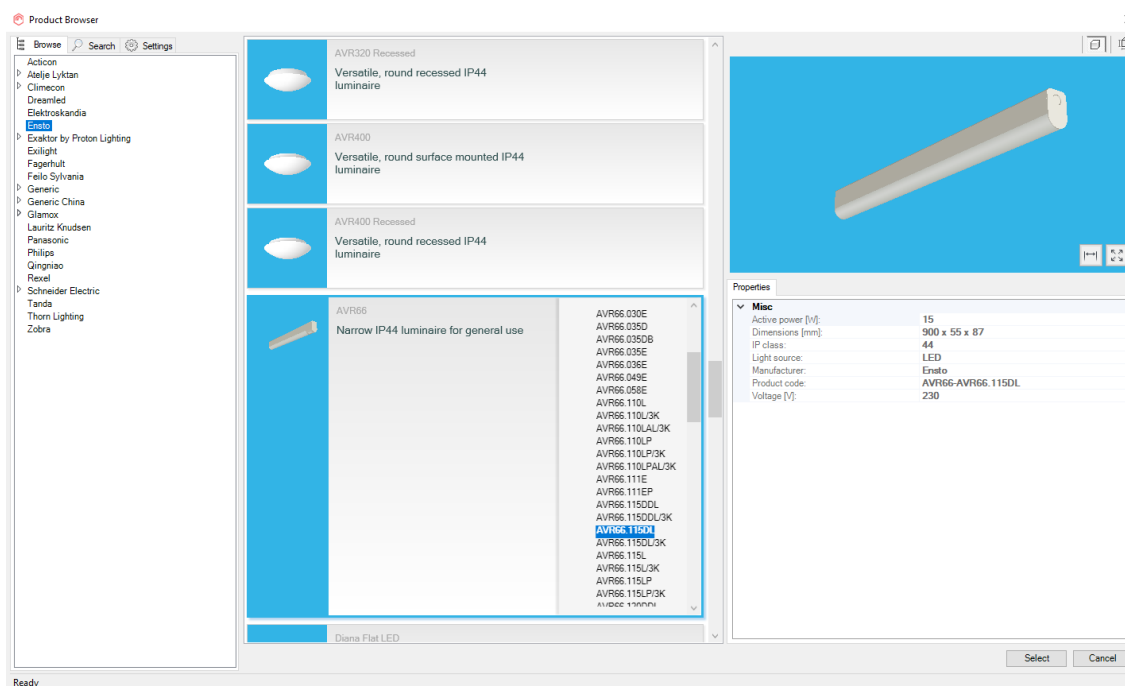 Product Browser
Browse
Search
Settings
Acticon
Atelje Lyktan
Climecon
Dreamled
Elektroskandia
Ensto
Exaktor by Proton Lighting
Exilight
Fagerhult
Feilo Sylvania
Generic
Generic China
Glamox
Lauritz Knudsen
Panasonic
Philips
Qingniao
Rexel
Schneider Electric
Tanda
Thorn Lighting
Zobra
AVR320 Recessed
Versatile, round recessed IP44
luminaire
AVR400
Versatile, round surface mounted IP44
luminaire
AVR400 Recessed
Versatile, round recessed IP44
luminaire
AVR66
Narrow IP44 luminaire for general use
AVR66.030E
AVR66.035D
AVR66.035DB
AVR66.035E
AVR66.036E
AVR66.049E
AVR66.058E
AVR66.110L
AVR66.110L/3K
AVR66.110LAL/3K
AVR66.110LP
AVR66.110LP/3K
AVR66.110LPAL/3K
AVR66.111E
AVR66.111EP
AVR66.115DDL
AVR66.115DDL/3K
AVR66.115DL
AVR66.115DL/3K
AVR66.115L
AVR66.115L/3K
AVR66.115LP
AVR66.115LP/3K
AVR66.120DDL
Diana Flat LED
Properties
Misc
Active power [W]: 15
Dimensions [mm]: 900 x 55 x 87
IP class: 44
Light source: LED
Manufacturer: Ensto
Product code: AVR66-AVR66.115DL
Voltage [V]: 230
Select
Cancel
Ready